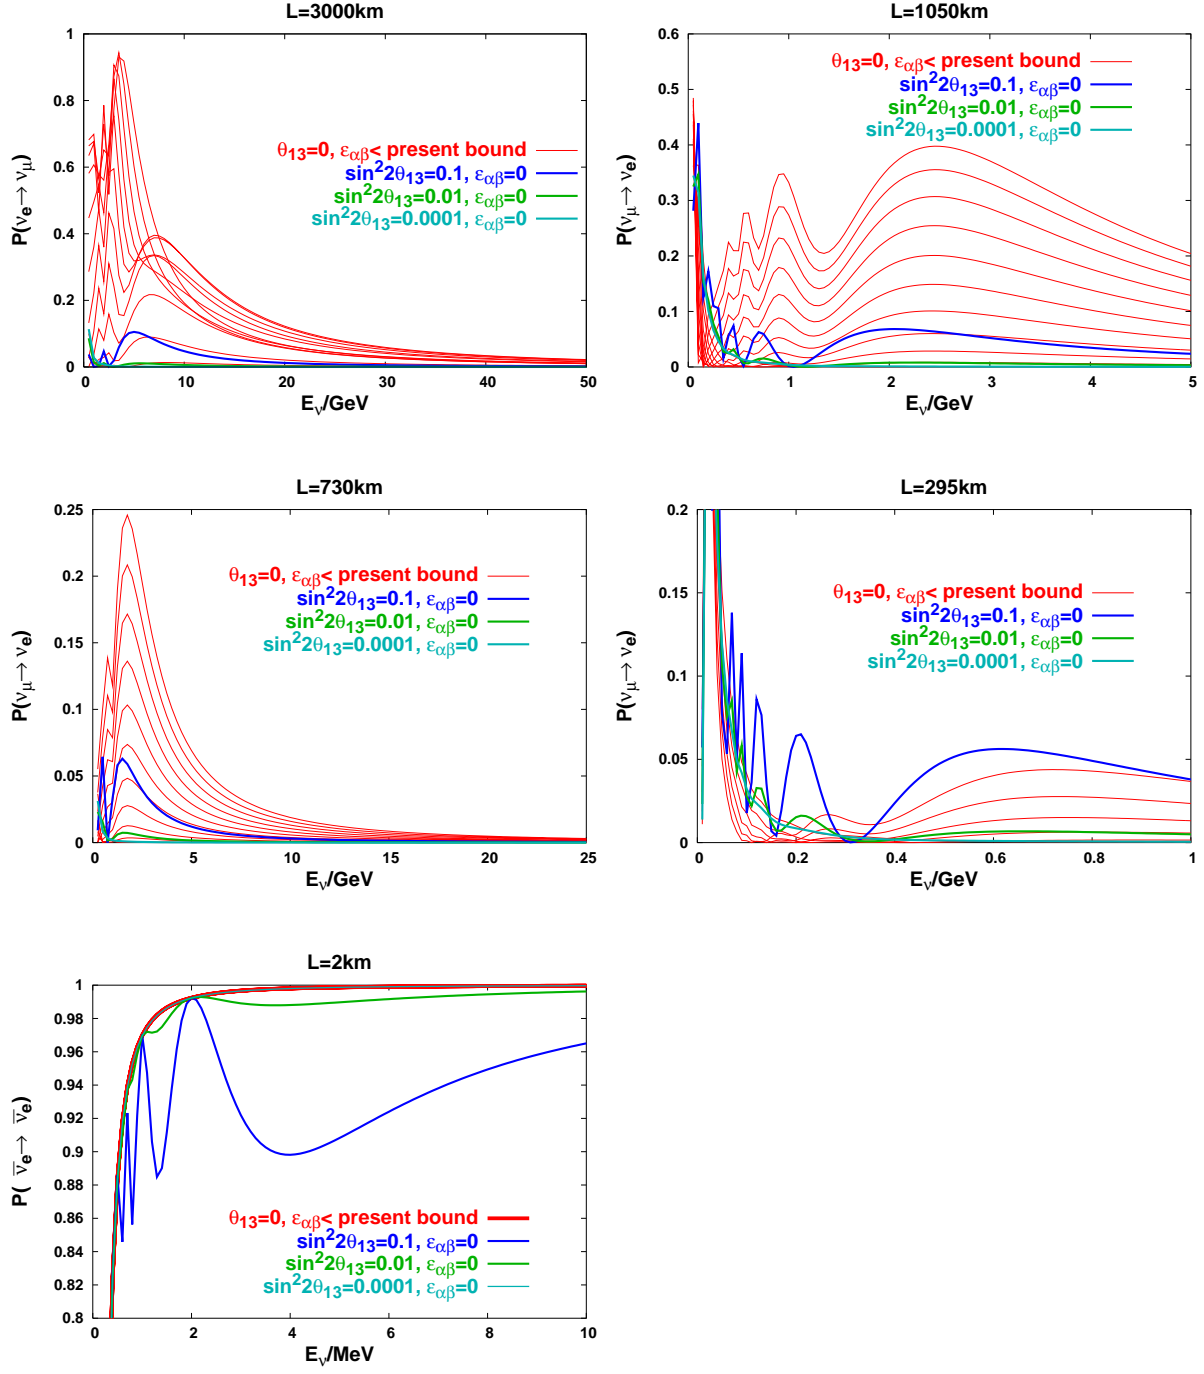 L=3000km
P(νe→ νμ)
1
0.8
0.6
0.4
0.2
0
0 10 20 30 40 50
Eν/GeV
θ13=0, εαβ< present bound
sin²2θ13=0.1, εαβ=0
sin²2θ13=0.01, εαβ=0
sin²2θ13=0.0001, εαβ=0
L=1050km
P(νμ→ νe)
0.6
0.5
0.4
0.3
0.2
0.1
0
0 1 2 3 4 5
Eν/GeV
θ13=0, εαβ< present bound
sin²2θ13=0.1, εαβ=0
sin²2θ13=0.01, εαβ=0
sin²2θ13=0.0001, εαβ=0
L=730km
P(νμ→ νe)
0.25
0.2
0.15
0.1
0.05
0
0 5 10 15 20 25
Eν/GeV
θ13=0, εαβ< present bound
sin²2θ13=0.1, εαβ=0
sin²2θ13=0.01, εαβ=0
sin²2θ13=0.0001, εαβ=0
L=295km
P(νμ→ νe)
0.2
0.15
0.1
0.05
0
0 0.2 0.4 0.6 0.8 1
Eν/GeV
θ13=0, εαβ< present bound
sin²2θ13=0.1, εαβ=0
sin²2θ13=0.01, εαβ=0
sin²2θ13=0.0001, εαβ=0
L=2km
P( ν̅e→ ν̅e)
1
0.98
0.96
0.94
0.92
0.9
0.88
0.86
0.84
0.82
0.8
0 2 4 6 8 10
Eν/MeV
θ13=0, εαβ< present bound
sin²2θ13=0.1, εαβ=0
sin²2θ13=0.01, εαβ=0
sin²2θ13=0.0001, εαβ=0